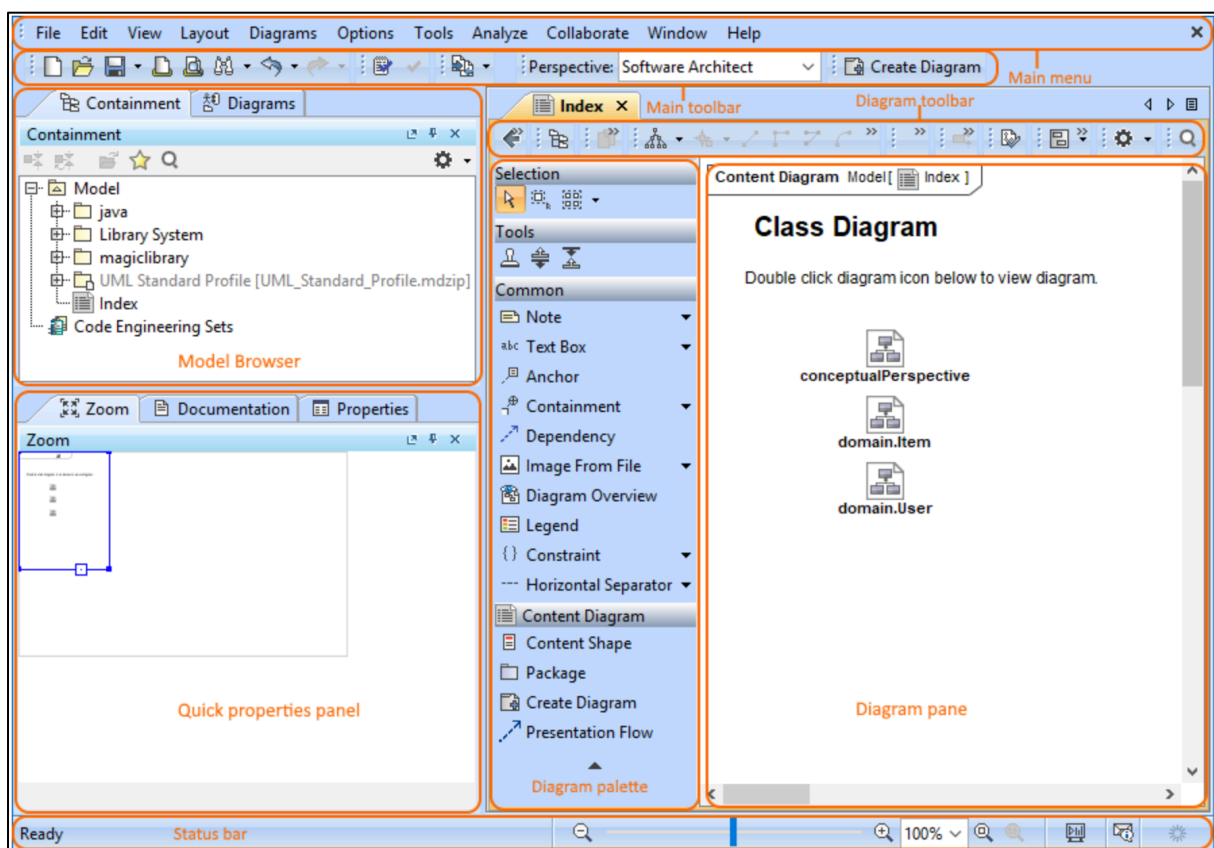 File Edit View Layout Diagrams Options Tools Analyze Collaborate Window Help
Perspective: Software Architect Create Diagram
Main menu
Containment Diagrams
Containment
Model
java
Library System
magiclibrary
UML Standard Profile [UML_Standard_Profile.mdzip]
Index
Code Engineering Sets
Model Browser
Zoom Documentation Properties
Zoom
Quick properties panel
Index Main toolbar Diagram toolbar
Selection
Tools
Common
Note
abc Text Box
Anchor
Containment
Dependency
Image From File
Diagram Overview
Legend
{} Constraint
Horizontal Separator
Content Diagram
Content Shape
Package
Create Diagram
Presentation Flow
Diagram palette
Content Diagram Model[ Index ]
Class Diagram
Double click diagram icon below to view diagram.
conceptualPerspective
domain.Item
domain.User
Diagram pane
Ready Status bar 100%